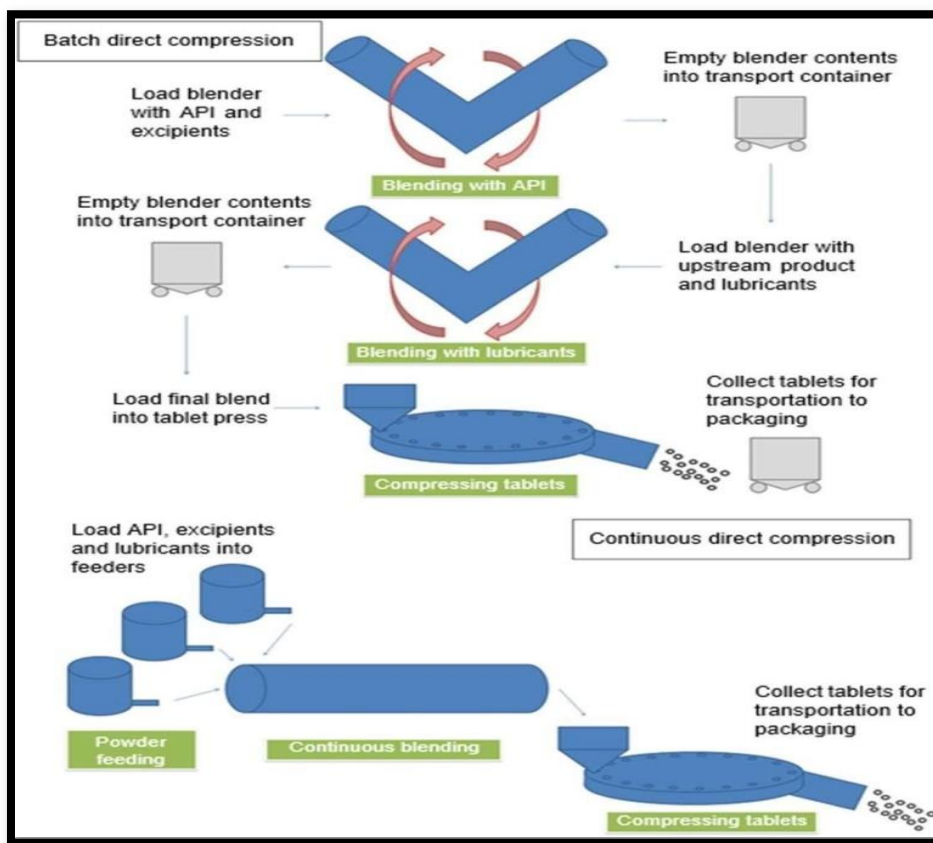 Batch direct compression
Load blender
with API and
excipients
Blending with API
Empty blender contents
into transport container
Load blender with
upstream product
and lubricants
Blending with lubricants
Empty blender contents
into transport container
Load final blend
into tablet press
Compressing tablets
Collect tablets for
transportation to
packaging
Continuous direct compression
Load API, excipients
and lubricants into
feeders
Powder
feeding
Continuous blending
Compressing tablets
Collect tablets for
transportation to
packaging